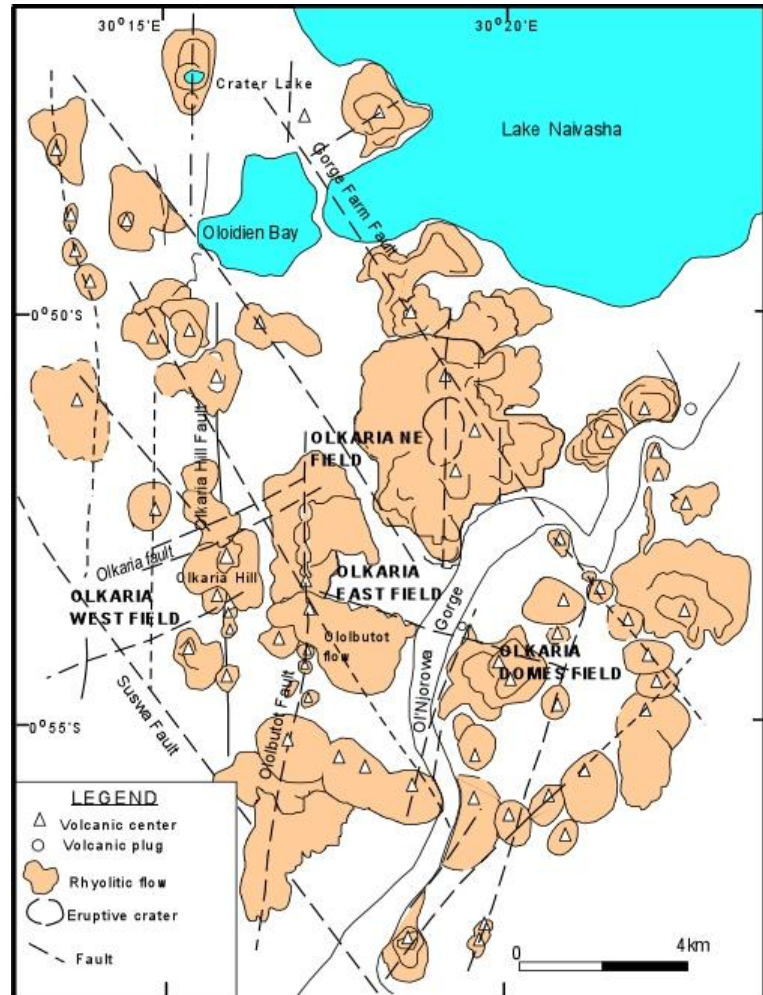 30°15'E
30°20'E
Crater Lake
Lake Naivasha
Gorge Farm Fault
Oloidien Bay
0°50'S
OLKARIA NE
FIELD
Olkaria Hill Fault
Olkaria fault
Olkaria Hill
OLKARIA
WEST FIELD
OLKARIA
EAST FIELD
Ololbutot
flow
Gorge
Ol'Njorowa
OLKARIA
DOMES FIELD
Suswa Fault
Ololbutot Fault
0°55'S
LEGEND
Volcanic center
Volcanic plug
Rhyolitic flow
Eruptive crater
Fault
0
4km